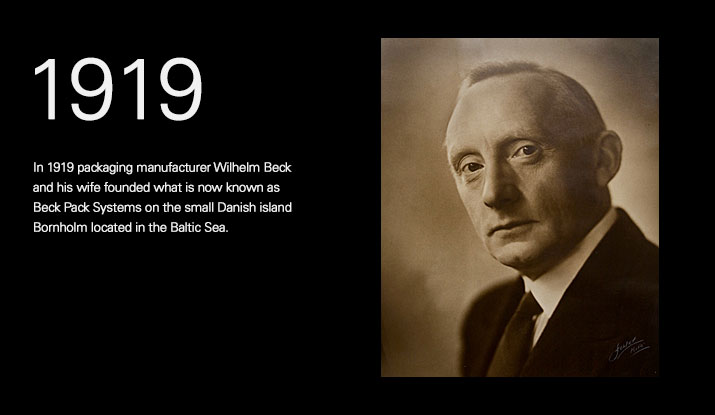 1919
In 1919 packaging manufacturer Wilhelm Beck
and his wife founded what is now known as
Beck Pack Systems on the small Danish island
Bornholm located in the Baltic Sea.